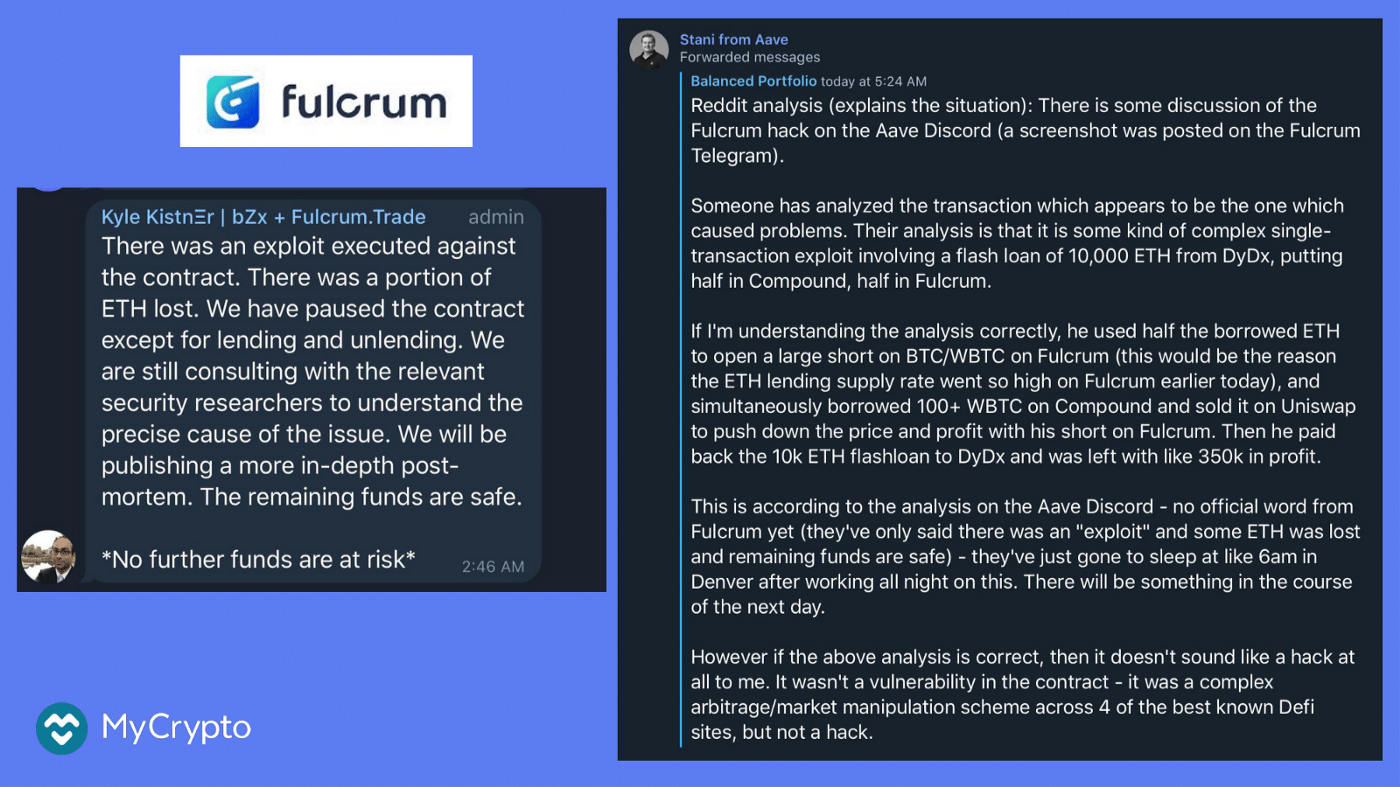 fulcrum
Kyle KistnΞr | bZx + Fulcrum.Trade admin
There was an exploit executed against
the contract. There was a portion of
ETH lost. We have paused the contract
except for lending and unlending. We
are still consulting with the relevant
security researchers to understand the
precise cause of the issue. We will be
publishing a more in-depth post-
mortem. The remaining funds are safe.
*No further funds are at risk*
2:46 AM
MyCrypto
Stani from Aave
Forwarded messages
Balanced Portfolio today at 5:24 AM
Reddit analysis (explains the situation): There is some discussion of the
Fulcrum hack on the Aave Discord (a screenshot was posted on the Fulcrum
Telegram).
Someone has analyzed the transaction which appears to be the one which
caused problems. Their analysis is that it is some kind of complex single-
transaction exploit involving a flash loan of 10,000 ETH from DyDx, putting
half in Compound, half in Fulcrum.
If I'm understanding the analysis correctly, he used half the borrowed ETH
to open a large short on BTC/WBTC on Fulcrum (this would be the reason
the ETH lending supply rate went so high on Fulcrum earlier today), and
simultaneously borrowed 100+ WBTC on Compound and sold it on Uniswap
to push down the price and profit with his short on Fulcrum. Then he paid
back the 10k ETH flashloan to DyDx and was left with like 350k in profit.
This is according to the analysis on the Aave Discord - no official word from
Fulcrum yet (they've only said there was an "exploit" and some ETH was lost
and remaining funds are safe) - they've just gone to sleep at like 6am in
Denver after working all night on this. There will be something in the course
of the next day.
However if the above analysis is correct, then it doesn't sound like a hack at
all to me. It wasn't a vulnerability in the contract - it was a complex
arbitrage/market manipulation scheme across 4 of the best known Defi
sites, but not a hack.